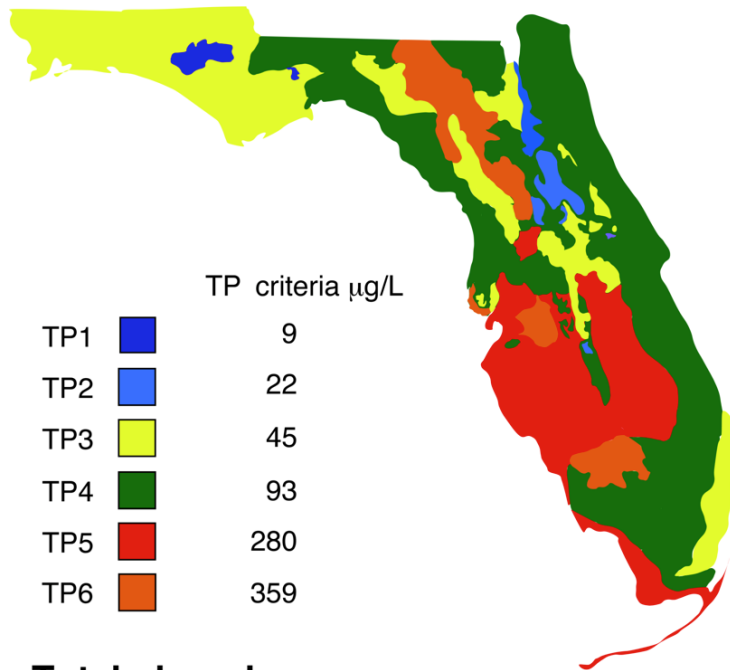 TP criteria μg/L
TP1 9
TP2 22
TP3 45
TP4 93
TP5 280
TP6 359